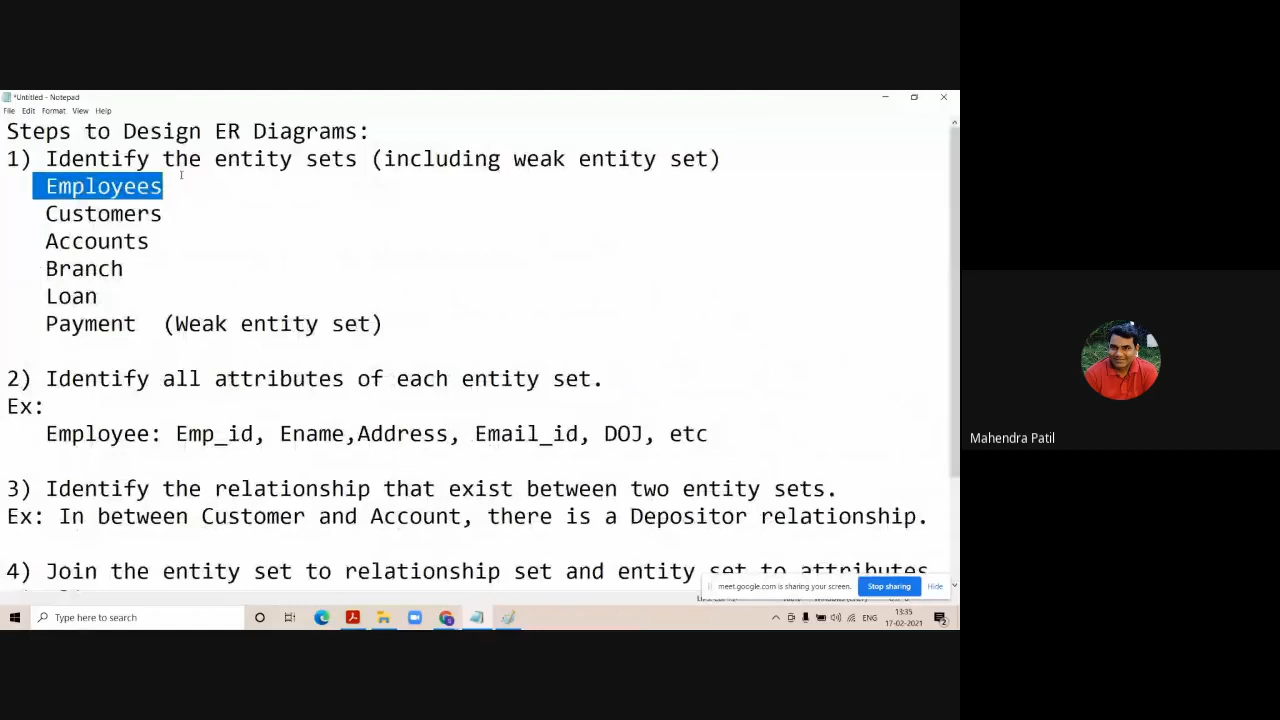 *Untitled - Notepad
File Edit Format View Help
Steps to Design ER Diagrams:
1) Identify the entity sets (including weak entity set)
Employees
Customers
Accounts
Branch
Loan
Payment (Weak entity set)
2) Identify all attributes of each entity set.
Ex:
Employee: Emp_id, Ename,Address, Email_id, DOJ, etc
3) Identify the relationship that exist between two entity sets.
Ex: In between Customer and Account, there is a Depositor relationship.
4) Join the entity set to relationship set and entity set to attributes
meet.google.com is sharing your screen. Stop sharing Hide
Type here to search
ENG
13:35
17-02-2021
2
Mahendra Patil